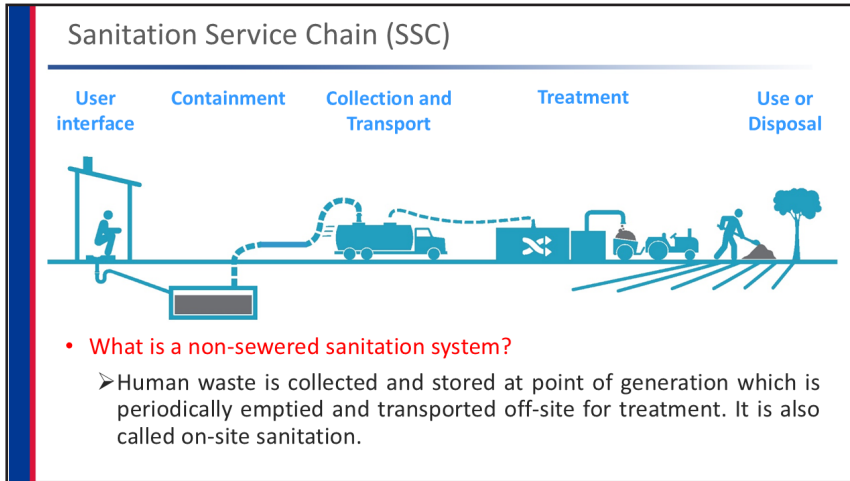 Sanitation Service Chain (SSC)
User interface
Containment
Collection and Transport
Treatment
Use or Disposal
• What is a non-sewered sanitation system?
➢Human waste is collected and stored at point of generation which is
periodically emptied and transported off-site for treatment. It is also
called on-site sanitation.